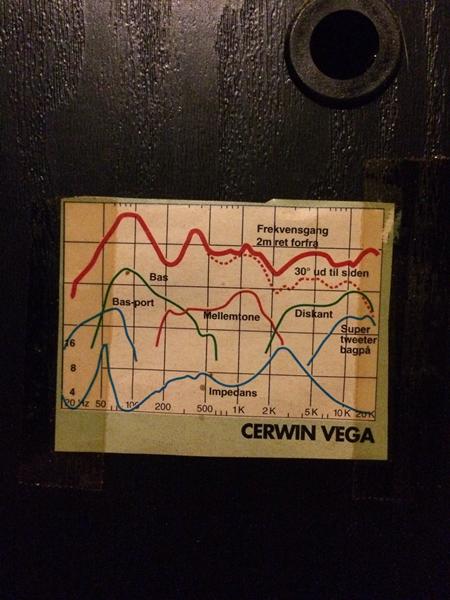 Frekvensgang
2m ret forfra
30° ud til siden
Bas
Bas-port
Mellemtone
Diskant
Super
tweeter
bagpå
16
8
4
Impedans
20 Hz 50 100 200 500 1K 2K 5K 10K 20K
CERWIN VEGA